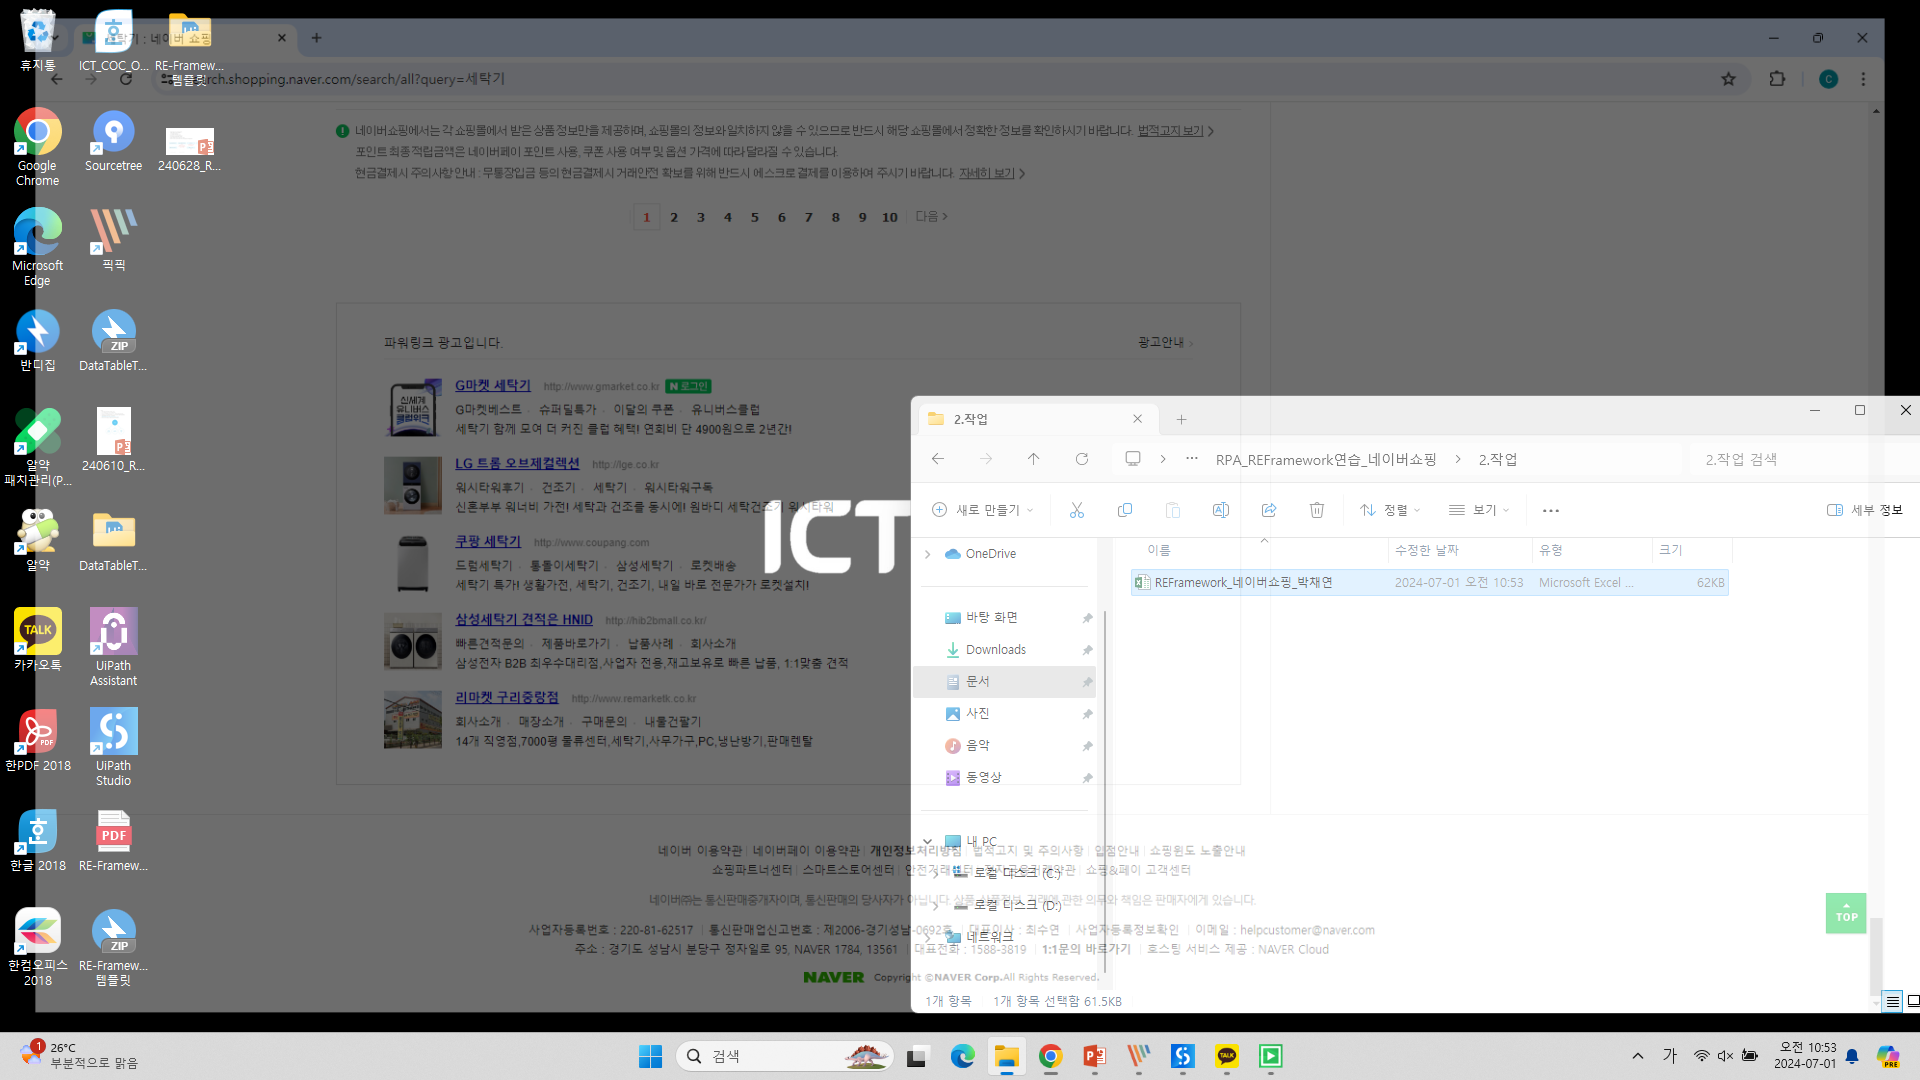 휴지통
ICT_COC_O...
RE-Framew... 템플릿
Google Chrome
Sourcetree
240628_R...
Microsoft Edge
픽픽
반디집
DataTableT...
알약 패치관리(P...
240610_R...
알약
DataTableT...
카카오톡
UiPath Assistant
한PDF 2018
UiPath Studio
한글 2018
RE-Framew...
한컴오피스 2018
RE-Framew... 템플릿
네이버 쇼핑
rch.shopping.naver.com/search/all?query=세탁기
네이버쇼핑에서는 각 쇼핑몰에서 받은 상품 정보만을 제공하며, 쇼핑몰의 정보와 일치하지 않을 수 있으므로 반드시 해당 쇼핑몰에서 정확한 정보를 확인하시기 바랍니다. 법적고지 보기
포인트 최종 적립금액은 네이버페이 포인트 사용, 쿠폰 사용 여부 및 옵션 가격에 따라 달라질 수 있습니다.
현금결제시 주의사항 안내 : 무통장입금 등의 현금결제시 거래안전 확보를 위해 반드시 에스크로 결제를 이용하여 주시기 바랍니다. 자세히 보기
1 2 3 4 5 6 7 8 9 10 다음
파워링크 광고입니다.
광고안내
G마켓 세탁기 http://www.gmarket.co.kr N 로그인
G마켓베스트 슈퍼딜특가 이달의 쿠폰 유니버스클럽
세탁기 함께 모여 더 커진 클럽 혜택! 연회비 단 4900원으로 2년간!
신세계 유니버스 클럽위크
LG 트롬 오브제컬렉션 http://lge.co.kr
워시타워후기 건조기 세탁기 워시타워구독
신혼부부 워너비 가전! 세탁과 건조를 동시에! 원바디 세탁건조기 워시타워
쿠팡 세탁기 http://www.coupang.com
드럼세탁기 통돌이세탁기 삼성세탁기 로켓배송
세탁기 특가! 생활가전, 세탁기, 건조기, 내일 바로 전문가가 로켓설치!
삼성세탁기 견적은 HNID http://hib2bmall.co.kr/
빠른견적문의 제품바로가기 납품사례 회사소개
삼성전자 B2B 최우수대리점,사업자 전용,재고보유로 빠른 납품, 1:1맞춤 견적
리마켓 구리중랑점 http://www.remarketk.co.kr
회사소개 매장소개 구매문의 내물건팔기
14개 직영점,7000평 물류센터,세탁기,사무가구,PC,냉난방기,판매렌탈
ICT
네이버 이용약관 네이버페이 이용약관 개인정보처리방침 법적고지 및 주의사항 입점안내 쇼핑윈도 노출안내
쇼핑파트너센터 스마트스토어센터 안전거래센터 전자금융거래약관 쇼핑&페이 고객센터
네이버㈜는 통신판매중개자이며, 통신판매의 당사자가 아닙니다. 상품, 상품정보, 거래에 관한 의무와 책임은 판매자에게 있습니다.
사업자등록번호 : 220-81-62517 통신판매업신고번호 : 제2006-경기성남-0692호 대표이사 : 최수연 사업자등록정보확인 이메일 : helpcustomer@naver.com
주소 : 경기도 성남시 분당구 정자일로 95, NAVER 1784, 13561 대표전화 : 1588-3819 1:1문의 바로가기 호스팅 서비스 제공 : NAVER Cloud
NAVER Copyright ©NAVER Corp.All Rights Reserved.
TOP
2.작업
RPA_REFramework연습_네이버쇼핑 > 2.작업
2.작업 검색
새로 만들기
정렬
보기
세부 정보
이름 수정한 날짜 유형 크기
REFramework_네이버쇼핑_박채연 2024-07-01 오전 10:53 Microsoft Excel ... 62KB
OneDrive
바탕 화면
Downloads
문서
사진
음악
동영상
내 PC
로컬 디스크 (C:)
로컬 디스크 (D:)
네트워크
1개 항목 1개 항목 선택함 61.5KB
1
26°C
부분적으로 맑음
검색
TALK
가
오전 10:53
2024-07-01
PRE